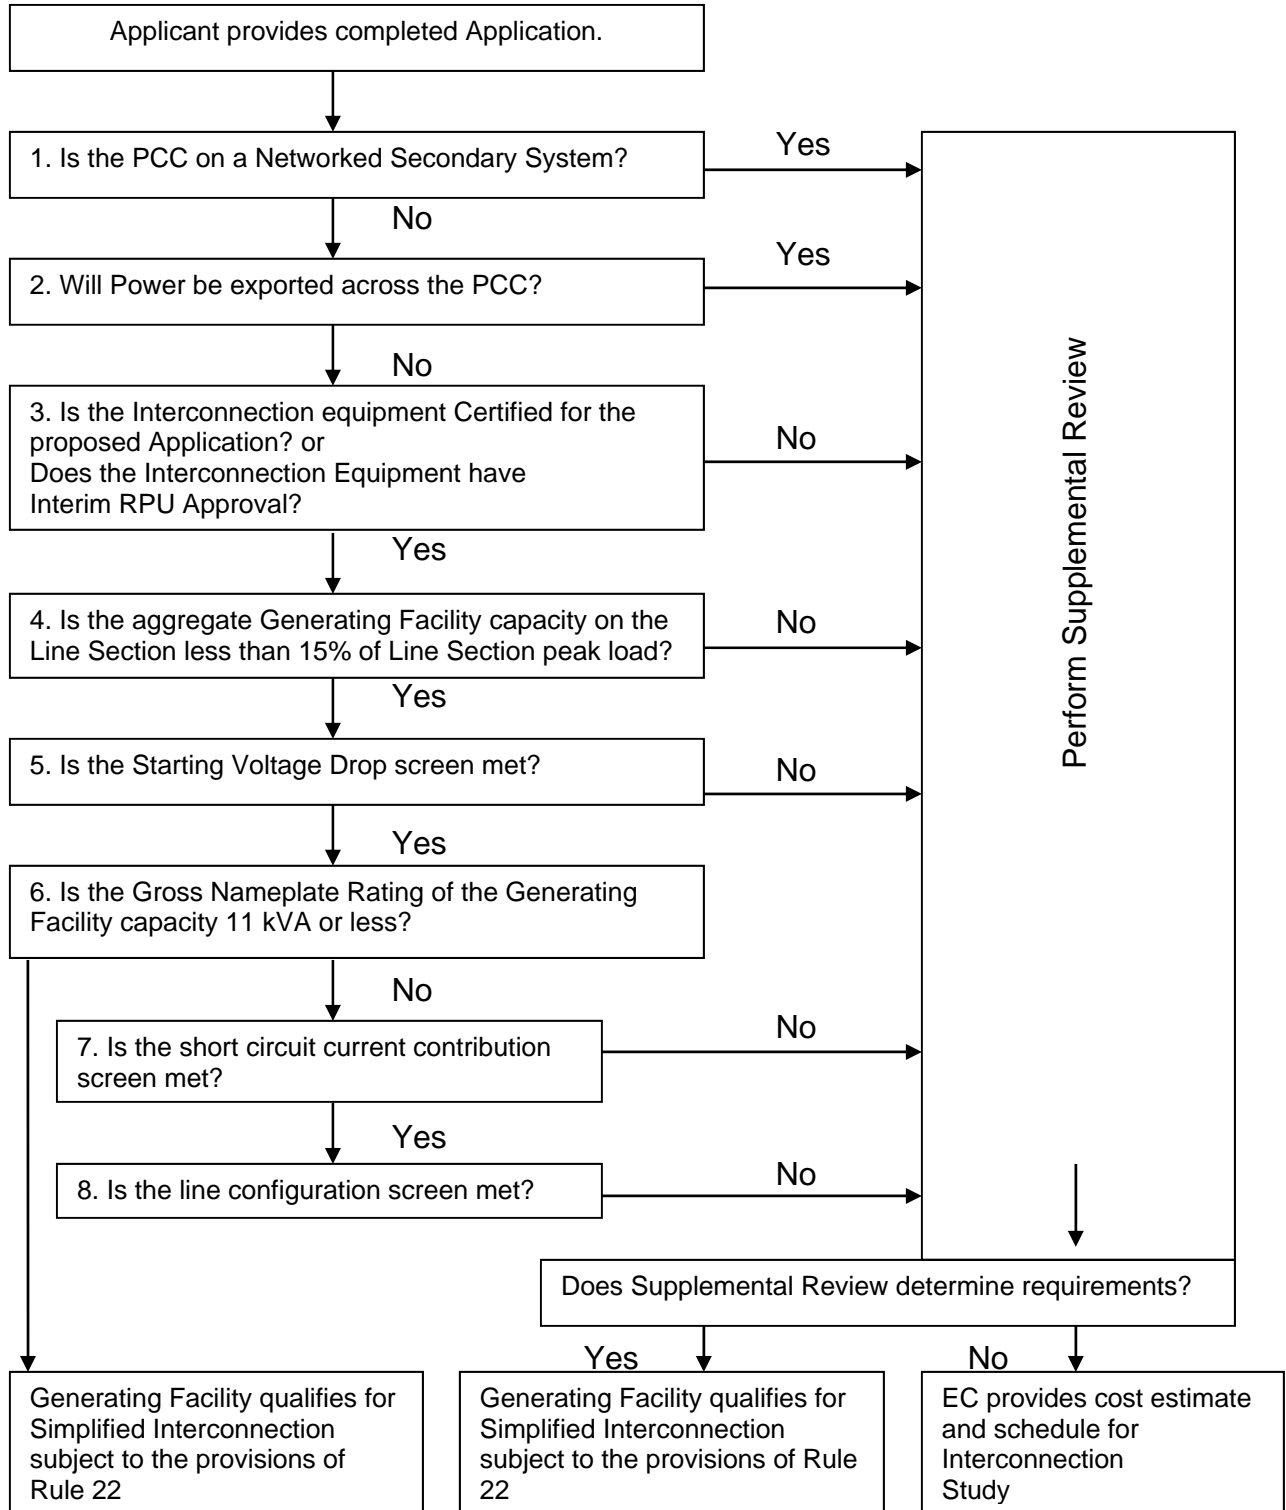 Applicant provides completed Application.
1. Is the PCC on a Networked Secondary System?
Yes
No
2. Will Power be exported across the PCC?
Yes
No
3. Is the Interconnection equipment Certified for the
proposed Application? or
Does the Interconnection Equipment have
Interim RPU Approval?
No
Yes
4. Is the aggregate Generating Facility capacity on the
Line Section less than 15% of Line Section peak load?
No
Yes
5. Is the Starting Voltage Drop screen met?
No
Yes
6. Is the Gross Nameplate Rating of the Generating
Facility capacity 11 kVA or less?
No
7. Is the short circuit current contribution
screen met?
No
Yes
8. Is the line configuration screen met?
No
Perform Supplemental Review
Does Supplemental Review determine requirements?
Yes
No
Generating Facility qualifies for
Simplified Interconnection
subject to the provisions of
Rule 22
Generating Facility qualifies for
Simplified Interconnection
subject to the provisions of Rule
22
EC provides cost estimate
and schedule for
Interconnection
Study